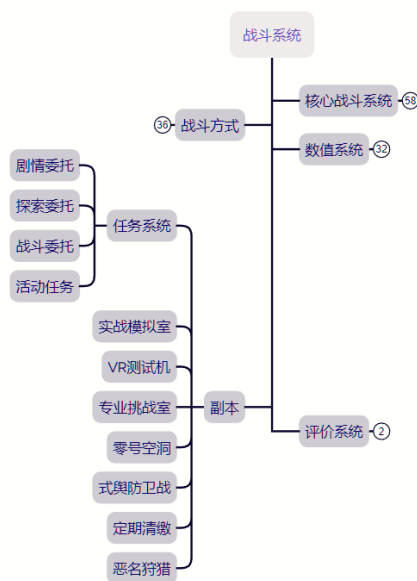 战斗系统
核心战斗系统
58
36
战斗方式
数值系统
32
剧情委托
探索委托
战斗委托
活动任务
任务系统
实战模拟室
VR测试机
专业挑战室
零号空洞
式舆防卫战
定期清缴
恶名狩猎
副本
评价系统
2